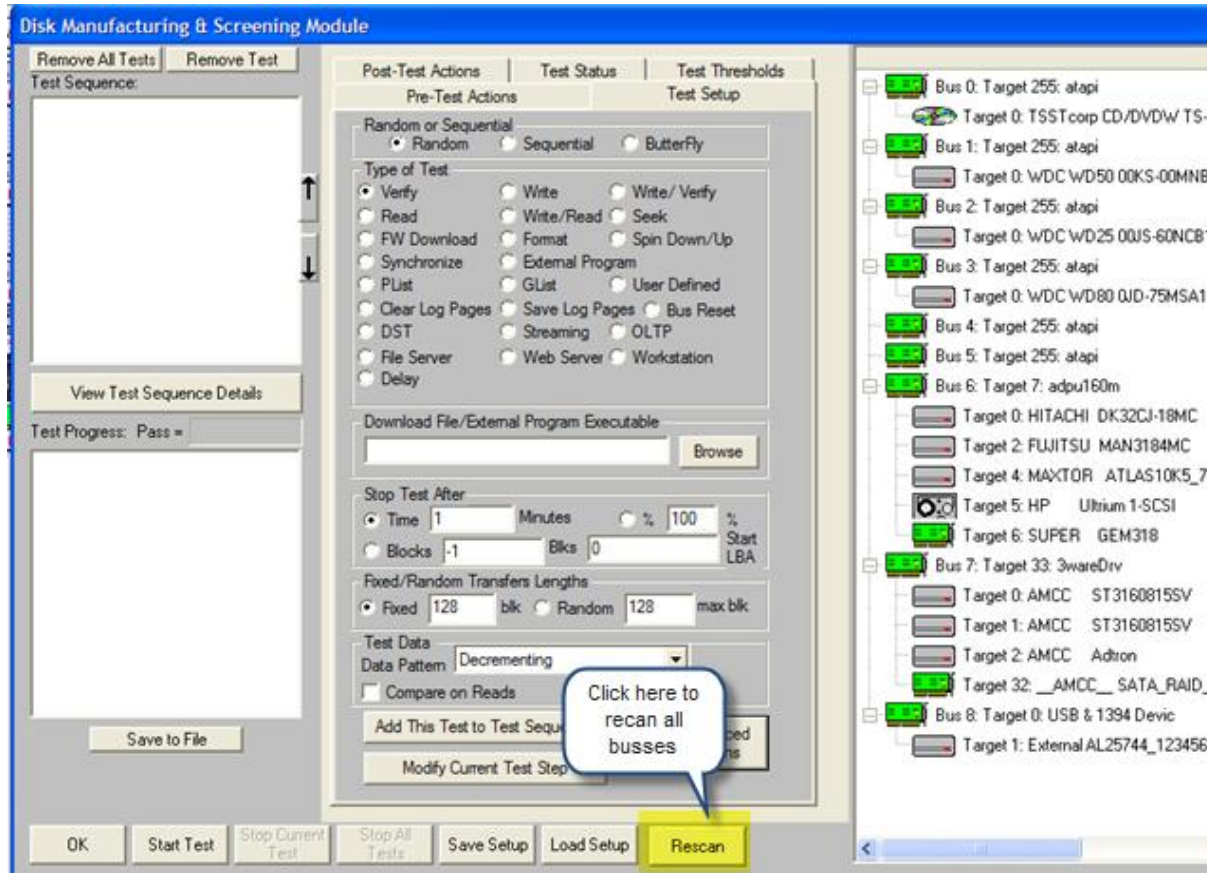 Disk Manufacturing & Screening Module
Remove All Tests Remove Test
Test Sequence:
View Test Sequence Details
Test Progress: Pass =
Save to File
Post-Test Actions Test Status Test Thresholds
Pre-Test Actions Test Setup
Random or Sequential
Random Sequential ButterFly
Type of Test
Verify Write Write/ Verify
Read Write/Read Seek
FW Download Format Spin Down/Up
Synchronize External Program
PList GList User Defined
Clear Log Pages Save Log Pages Bus Reset
DST Streaming OLTP
File Server Web Server Workstation
Delay
Download File/External Program Executable
Browse
Stop Test After
Time 1 Minutes % 100 %
Blocks -1 Blks 0 Start LBA
Fixed/Random Transfers Lengths
Fixed 128 blk Random 128 max blk
Test Data
Data Pattern Decrementing
Compare on Reads
Add This Test to Test Sequ
Modify Current Test Step
Click here to
recan all
busses
OK Start Test Stop Current Test Stop All Tests Save Setup Load Setup Rescan
Bus 0: Target 255: atapi
Target 0: TSSTcorp CD/DVDW TS-
Bus 1: Target 255: atapi
Target 0: WDC WD50 00KS-00MNB
Bus 2: Target 255: atapi
Target 0: WDC WD25 00JS-60NCB1
Bus 3: Target 255: atapi
Target 0: WDC WD80 0JD-75MSA1
Bus 4: Target 255: atapi
Bus 5: Target 255: atapi
Bus 6: Target 7: adpu160m
Target 0: HITACHI DK32CJ-18MC
Target 2: FUJITSU MAN3184MC
Target 4: MAXTOR ATLAS10K5_7
Target 5: HP Ultrium 1-SCSI
Target 6: SUPER GEM318
Bus 7: Target 33: 3wareDrv
Target 0: AMCC ST3160815SV
Target 1: AMCC ST3160815SV
Target 2: AMCC Adtron
Target 32: __AMCC__ SATA_RAID_
Bus 8: Target 0: USB & 1394 Devic
Target 1: External AL25744_123456